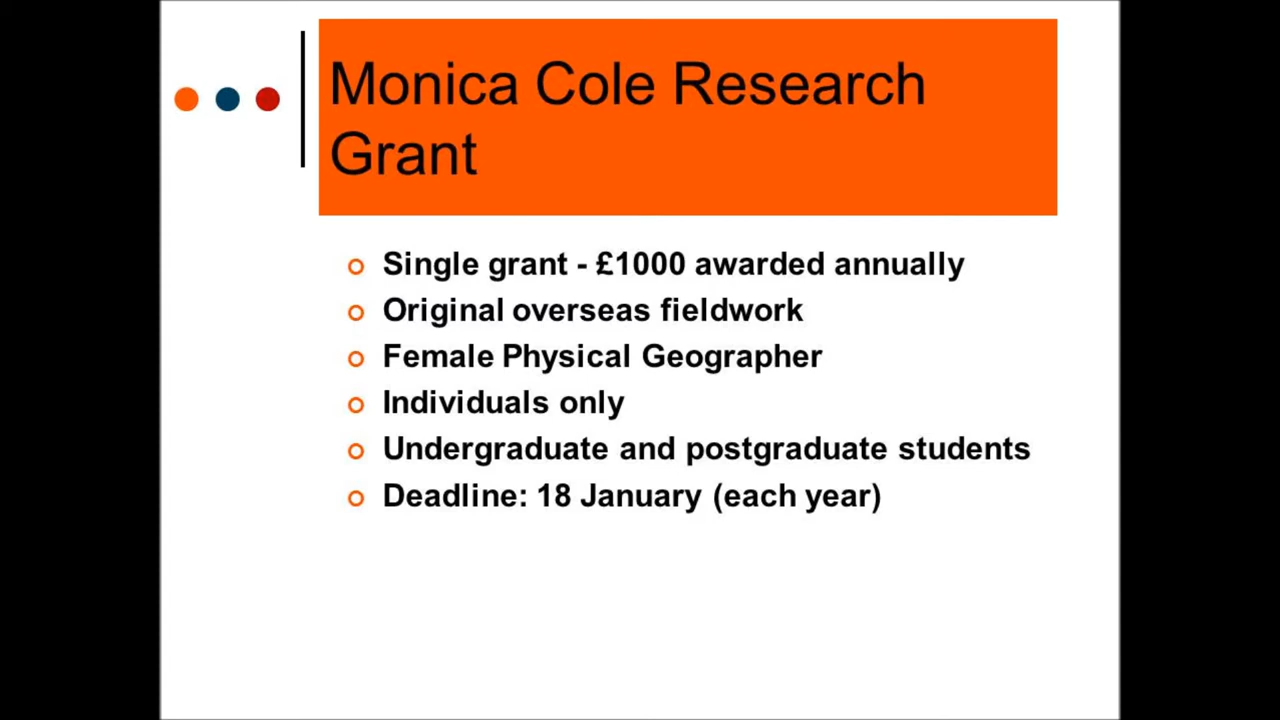 Monica Cole Research
Grant
Single grant - £1000 awarded annually
Original overseas fieldwork
Female Physical Geographer
Individuals only
Undergraduate and postgraduate students
Deadline: 18 January (each year)